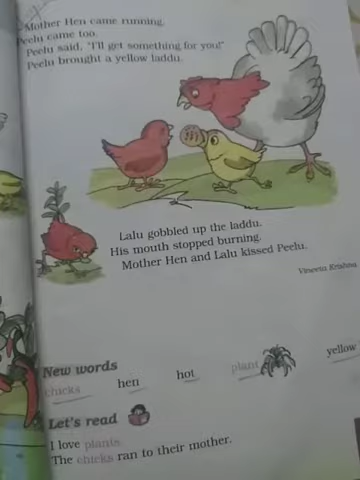 Mother Hen came running.
Peelu came too.
Peelu said, "I'll get something for you!"
Peelu brought a yellow laddu.
Lalu gobbled up the laddu.
His mouth stopped burning.
Mother Hen and Lalu kissed Peelu.
Vineeta Krishna
New words
chicks hen hot plant yellow
Let's read
I love plants.
The chicks ran to their mother.